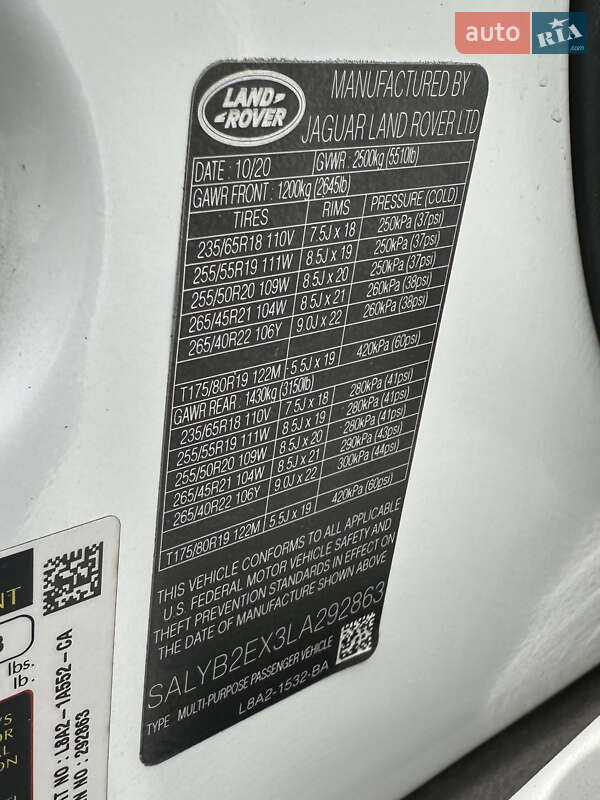 auto RIA.com
LAND-
-ROVER
MANUFACTURED BY
JAGUAR LAND ROVER LTD
DATE : 10/20
GVWR : 2500kg (5510lb)
GAWR FRONT : 1200kg (2645lb)
TIRES RIMS PRESSURE (COLD)
235/65R18 110V 7.5J x 18 250kPa (37psi)
255/55R19 111W 8.5J x 19 250kPa (37psi)
255/50R20 109W 8.5J x 20 250kPa (37psi)
265/45R21 104W 8.5J x 21 260kPa (38psi)
265/40R22 106Y 9.0J x 22 260kPa (38psi)
T175/80R19 122M 5.5J x 19 420kPa (60psi)
GAWR REAR : 1430kg (3150lb)
235/65R18 110V 7.5J x 18 280kPa (41psi)
255/55R19 111W 8.5J x 19 280kPa (41psi)
255/50R20 109W 8.5J x 20 280kPa (41psi)
265/45R21 104W 8.5J x 21 290kPa (43psi)
265/40R22 106Y 9.0J x 22 300kPa (44psi)
T175/80R19 122M 5.5J x 19 420kPa (60psi)
THIS VEHICLE CONFORMS TO ALL APPLICABLE
U.S. FEDERAL MOTOR VEHICLE SAFETY AND
THEFT PREVENTION STANDARDS IN EFFECT ON
THE DATE OF MANUFACTURE SHOWN ABOVE
SALYB2EX3LA292863
TYPE: MULTI-PURPOSE PASSENGER VEHICLE
L8A2-1532-BA
NT
lbs.
lb.
L8A2-1A552-CA
NO : 292863